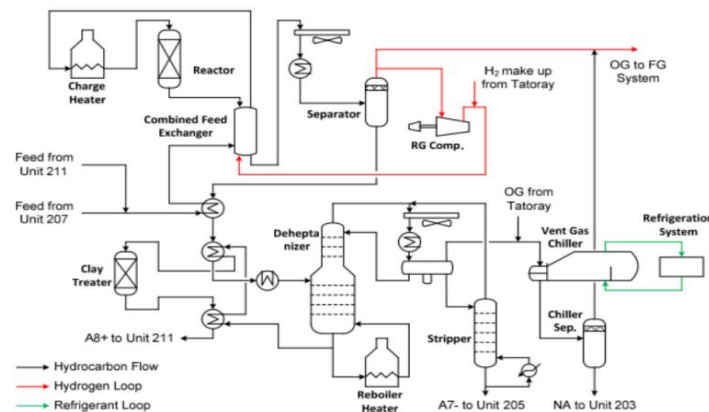 Charge
Heater
Reactor
Combined Feed
Exchanger
Separator
RG Comp.
H₂ make up
from Tatoray
OG to FG
System
Feed from
Unit 211
Feed from
Unit 207
Clay
Treater
A8+ to Unit 211
Dehepta
nizer
Reboiler
Heater
OG from
Tatoray
Vent Gas
Chiller
Refrigeration
System
Chiller
Sep.
Stripper
A7- to Unit 205
NA to Unit 203
Hydrocarbon Flow
Hydrogen Loop
Refrigerant Loop